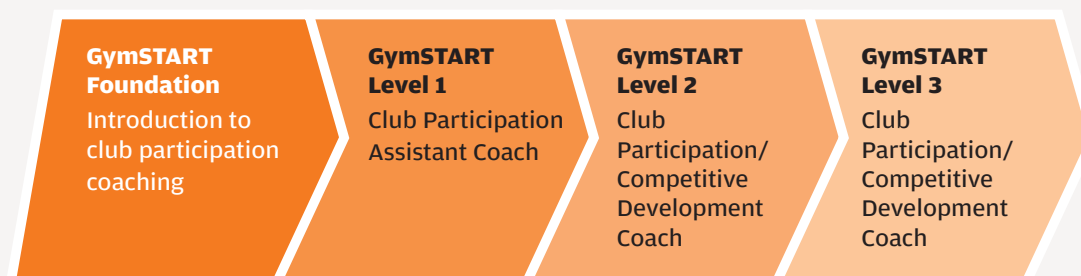 GymSTART
Foundation
Introduction to
club participation
coaching
GymSTART
Level 1
Club Participation
Assistant Coach
GymSTART
Level 2
Club
Participation/
Competitive
Development
Coach
GymSTART
Level 3
Club
Participation/
Competitive
Development
Coach